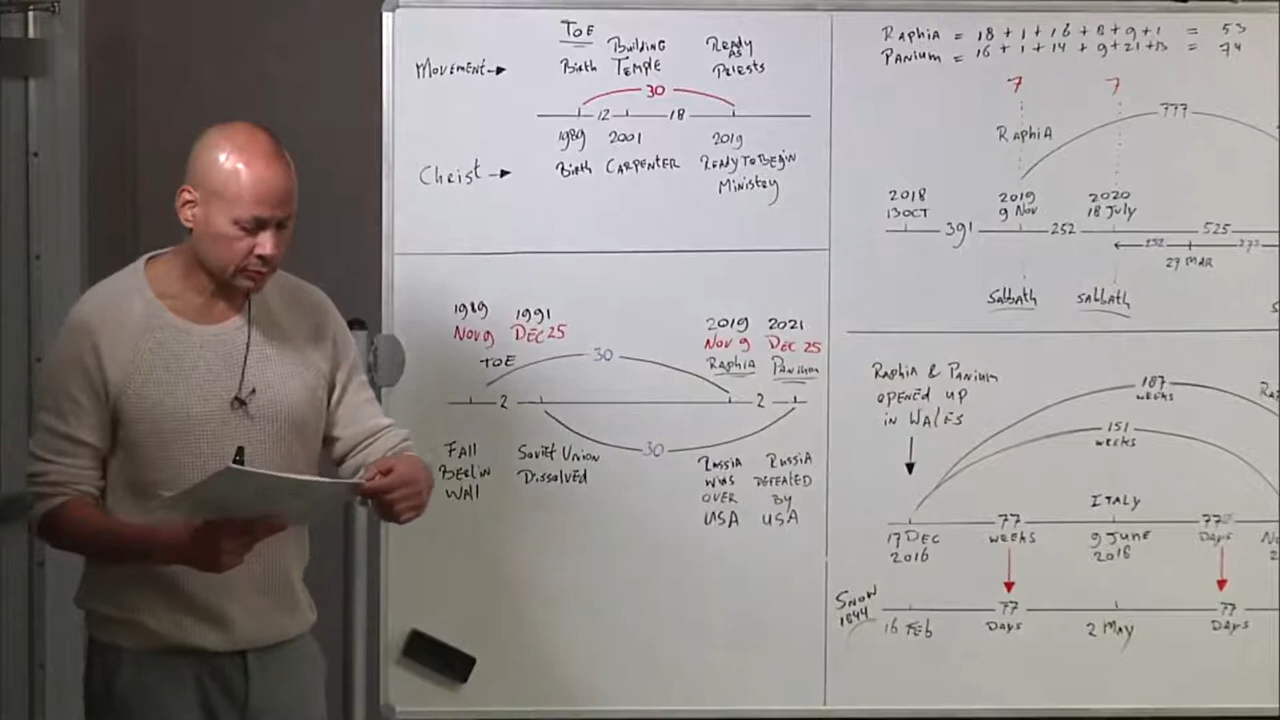 ToE
Building
Ready
AS
Movement→ Birth Temple Priests
30
12 18
1989 2001 2019
Christ → Birth CARPENTER Ready To Begin
Ministry
1989 1991
Nov 9 DEC 25
2019 2021
Nov 9 DEC 25
TOE 30 Raphia Panium
2 2
30
Fall
Berlin
Wall
Soviet Union
Dissolved
Russia
WINS
OVER
USA
Russia
DEFEATED
By
USA
Raphia = 18 + 1 + 16 + 8 + 9 + 1 = 53
Panium = 16 + 1 + 14 + 9 + 21 + 13 = 74
7 7
777
Raphia
2018
13 OCT
2019
9 Nov
2020
18 July
391 252 525
252 273
27 MAR
Sabbath Sabbath
Raphia & Panium
OPENED UP
IN WALES
187
WEEKS
151
weeks
ITALY
77
WEEKS
77
DAYS
17 DEC
2016
9 June
2018
Snow
1844
77
DAYS
77
DAYS
16 Feb 2 May